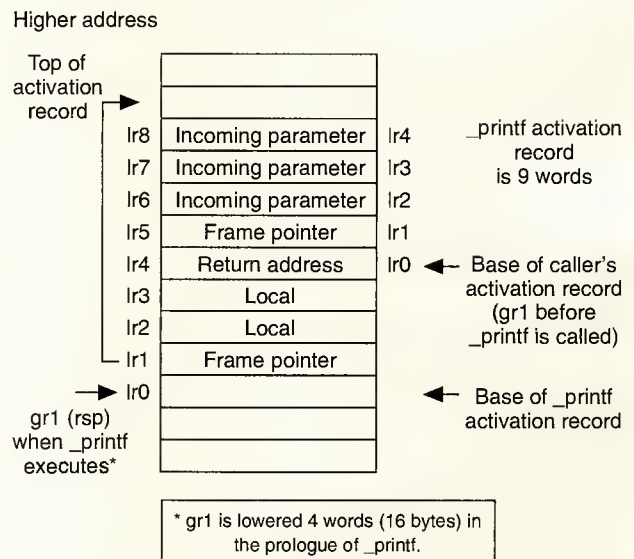 Higher address
Top of
activation
record
lr8 Incoming parameter lr4
lr7 Incoming parameter lr3
lr6 Incoming parameter lr2
lr5 Frame pointer lr1
lr4 Return address lr0
lr3 Local
lr2 Local
lr1 Frame pointer
lr0
gr1 (rsp)
when _printf
executes*
_printf activation
record
is 9 words
Base of caller's
activation record
(gr1 before
_printf is called)
Base of _printf
activation record
* gr1 is lowered 4 words (16 bytes) in
the prologue of _printf.